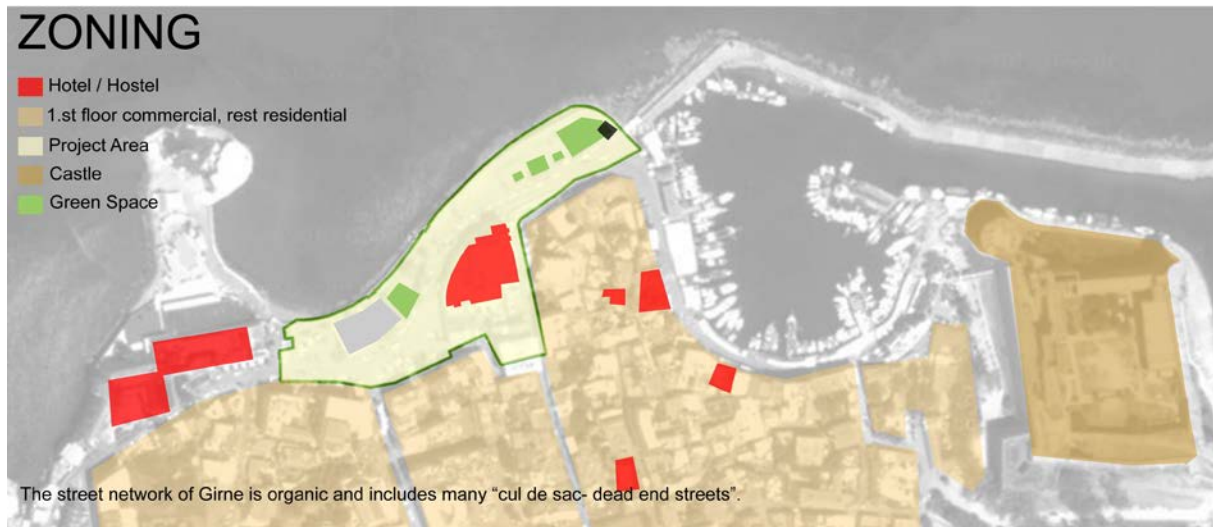 ZONING
Hotel / Hostel
1.st floor commercial, rest residential
Project Area
Castle
Green Space
The street network of Girne is organic and includes many “cul de sac- dead end streets”.